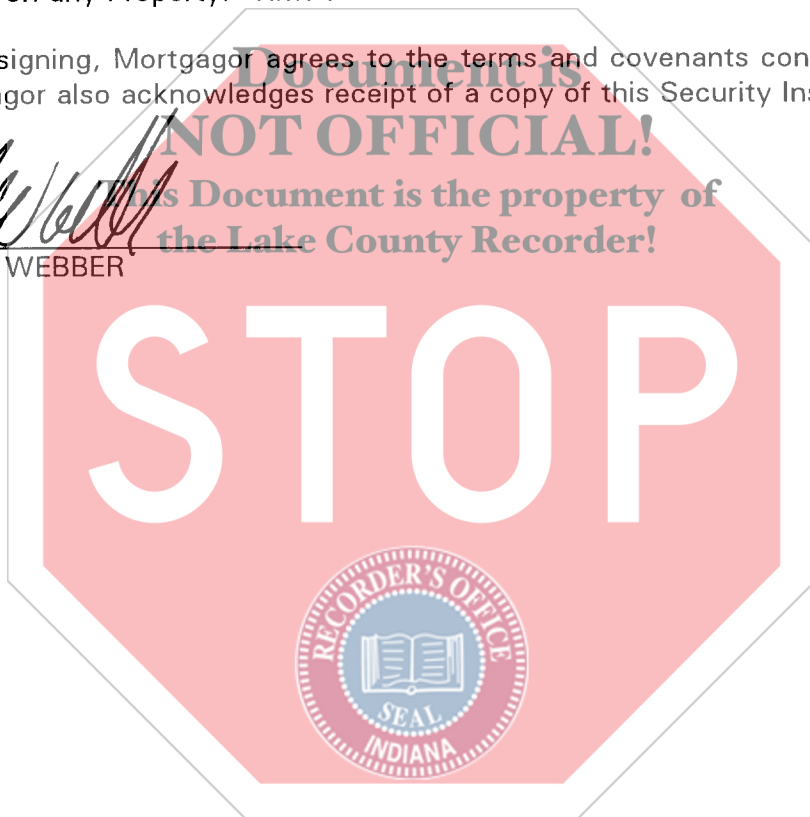 any Property.
signing, Mortgagor agrees to the terms and covenants con
gor also acknowledges receipt of a copy of this Security Ins
Document is
NOT OFFICIAL!
This Document is the property of
the Lake County Recorder!
WEBBER
STOP
RECORDER'S OFFICE
SEAL
INDIANA